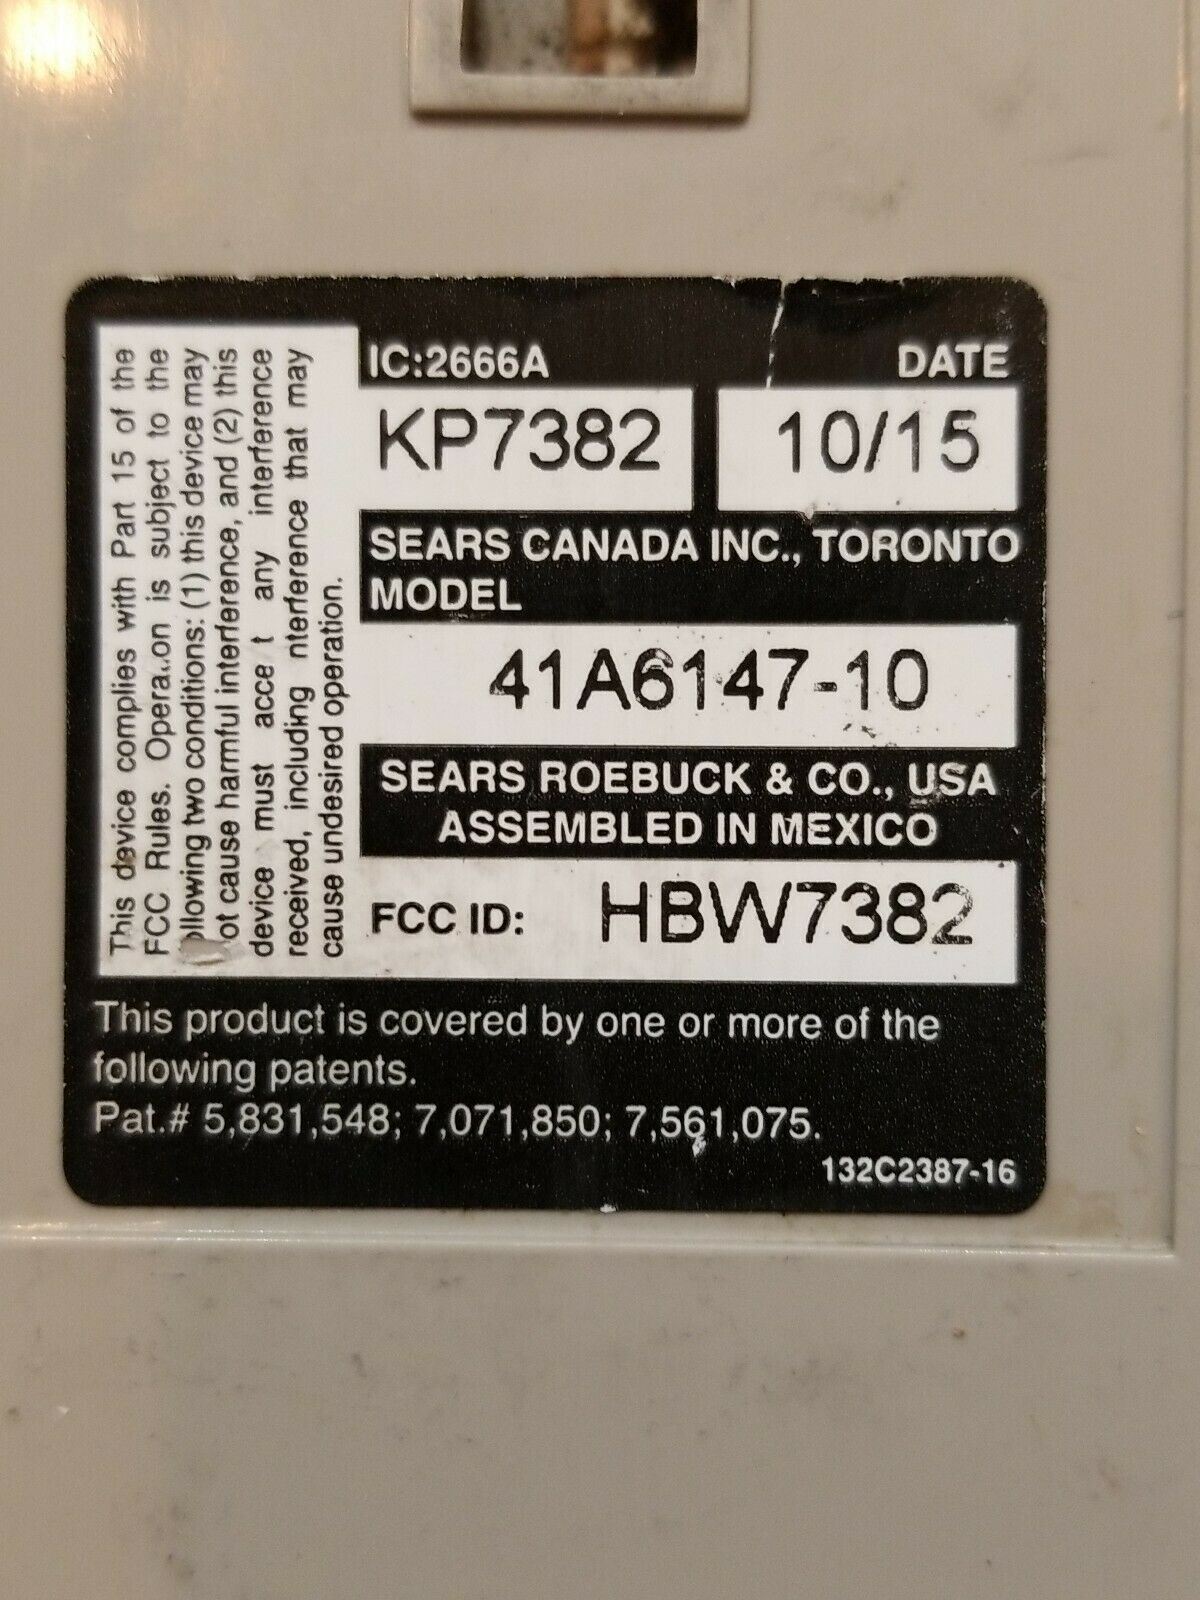 This device complies with Part 15 of the
FCC Rules. Opera..on is subject to the
ollowing two conditions: (1) this device may
ot cause harmful interference, and (2) this
device must acce t any interference
received, including nterference that may
cause undesired operation.
IC:2666A DATE
KP7382 10/15
SEARS CANADA INC., TORONTO
MODEL
41A6147-10
SEARS ROEBUCK & CO., USA
ASSEMBLED IN MEXICO
FCC ID: HBW7382
This product is covered by one or more of the
following patents.
Pat.# 5,831,548; 7,071,850; 7,561,075.
132C2387-16